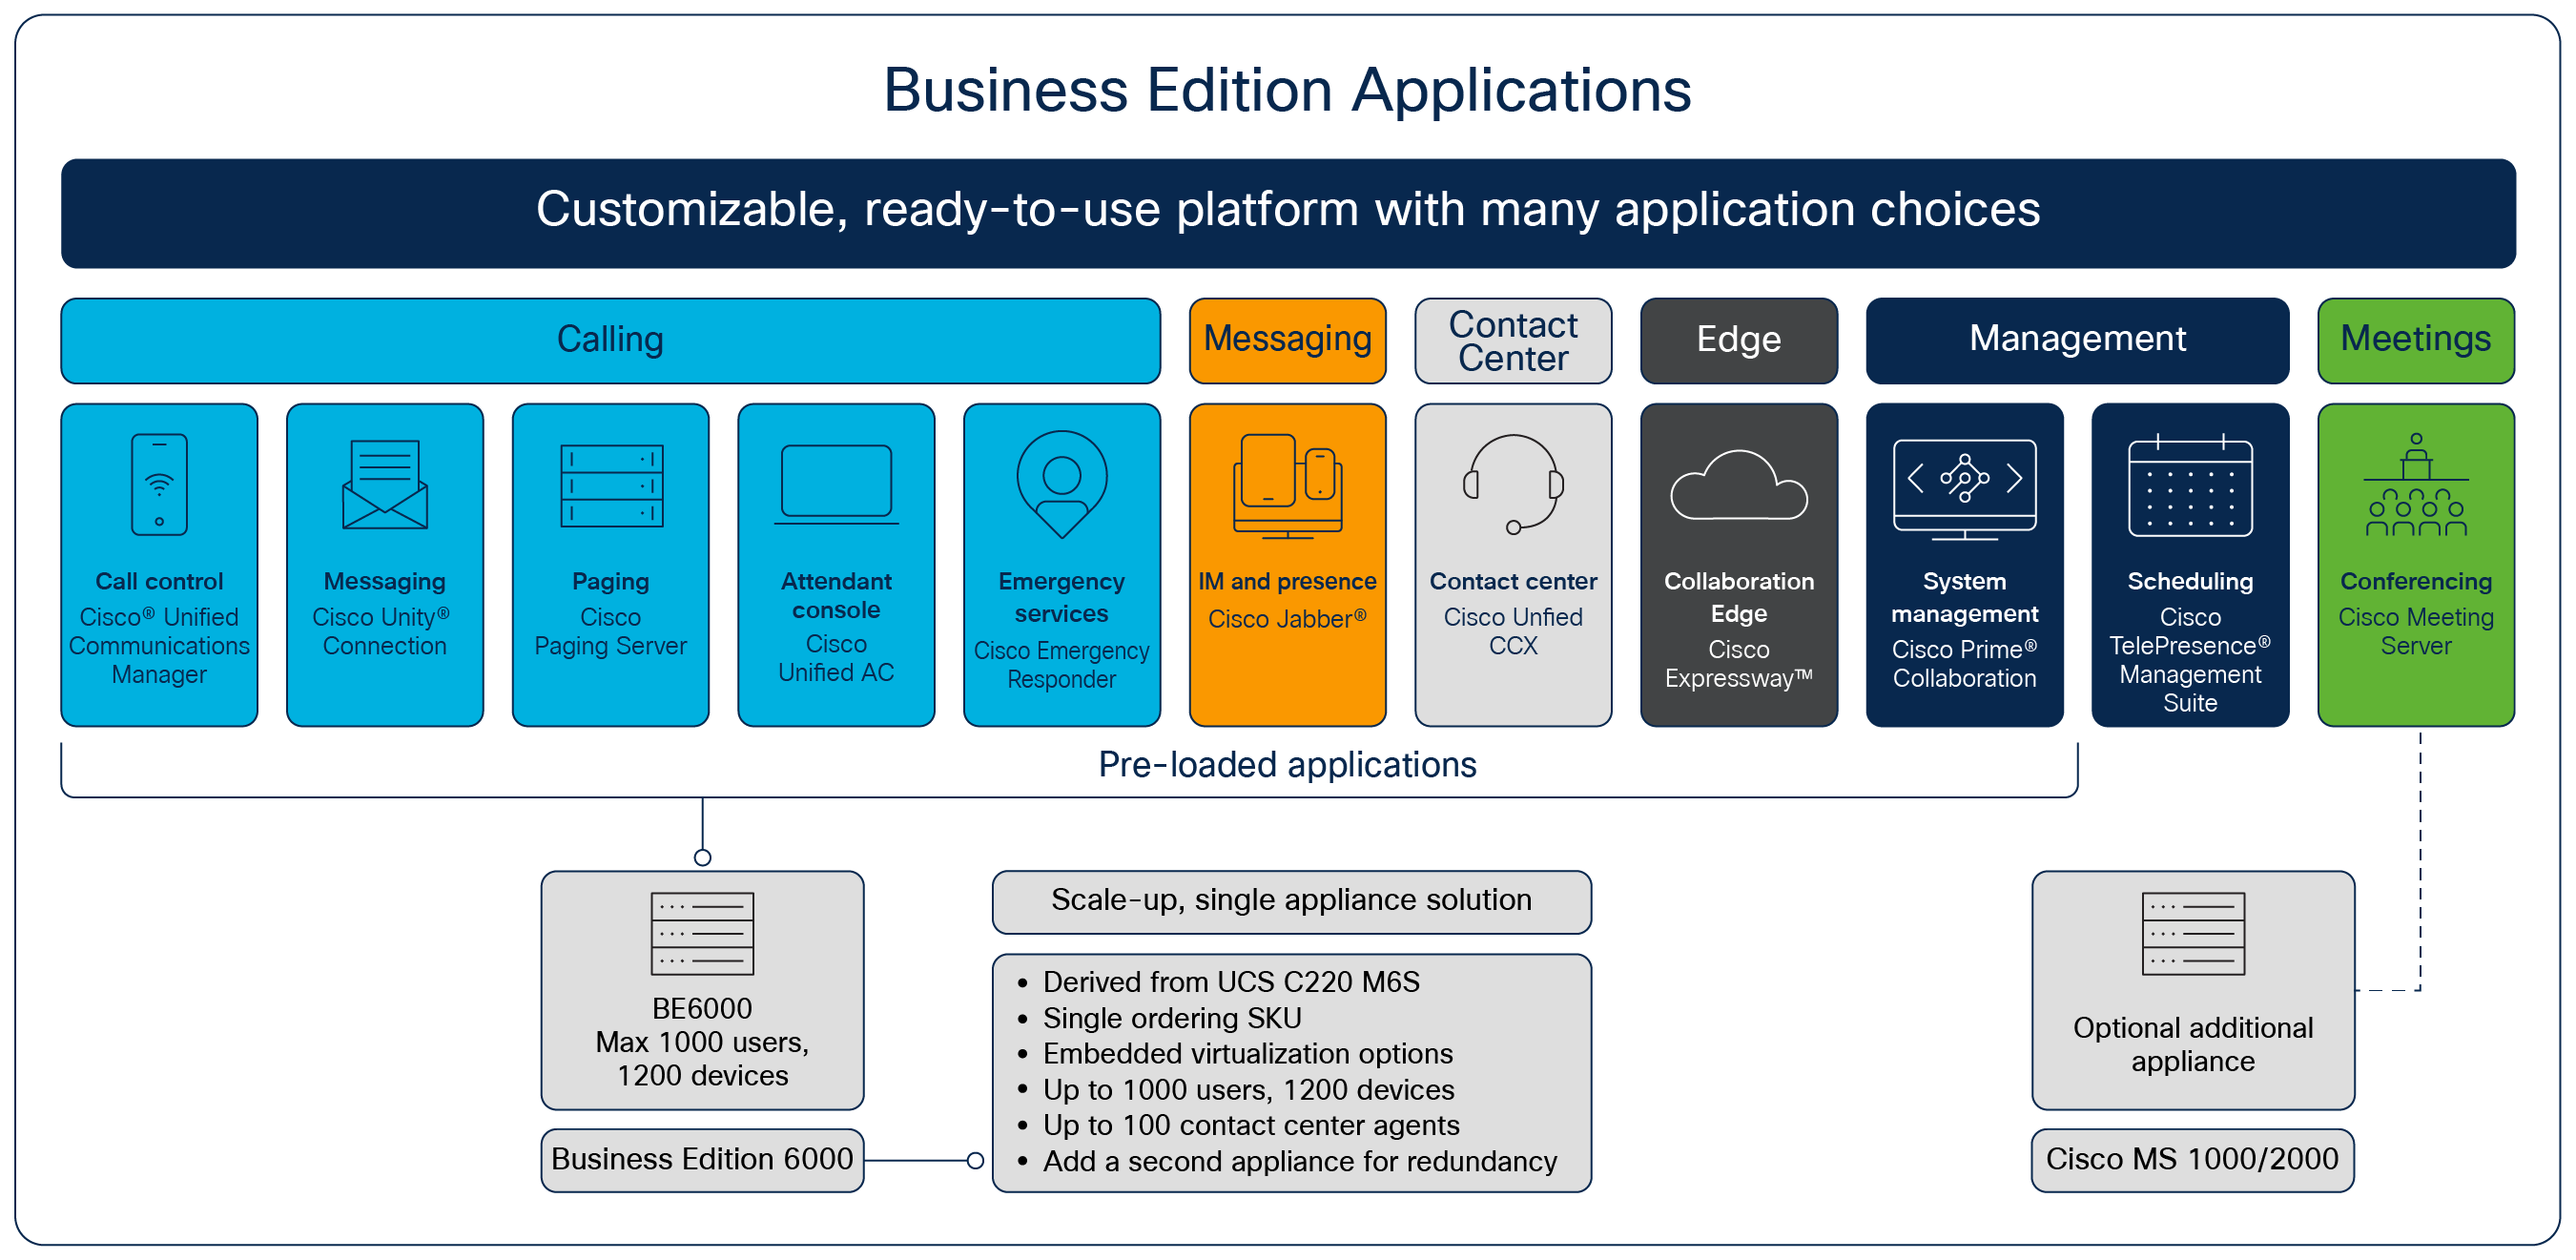 Business Edition Applications
Customizable, ready-to-use platform with many application choices
Calling
Messaging
Contact
Center
Edge
Management
Meetings
Call control
Cisco® Unified
Communications
Manager
Messaging
Cisco Unity®
Connection
Paging
Cisco
Paging Server
Attendant
console
Cisco
Unified AC
Emergency
services
Cisco Emergency
Responder
IM and presence
Cisco Jabber®
Contact center
Cisco Unfied
CCX
Collaboration
Edge
Cisco
Expressway™
System
management
Cisco Prime®
Collaboration
Scheduling
Cisco
TelePresence®
Management
Suite
Conferencing
Cisco Meeting
Server
Pre-loaded applications
BE6000
Max 1000 users,
1200 devices
Business Edition 6000
Scale-up, single appliance solution
• Derived from UCS C220 M6S
• Single ordering SKU
• Embedded virtualization options
• Up to 1000 users, 1200 devices
• Up to 100 contact center agents
• Add a second appliance for redundancy
Optional additional
appliance
Cisco MS 1000/2000